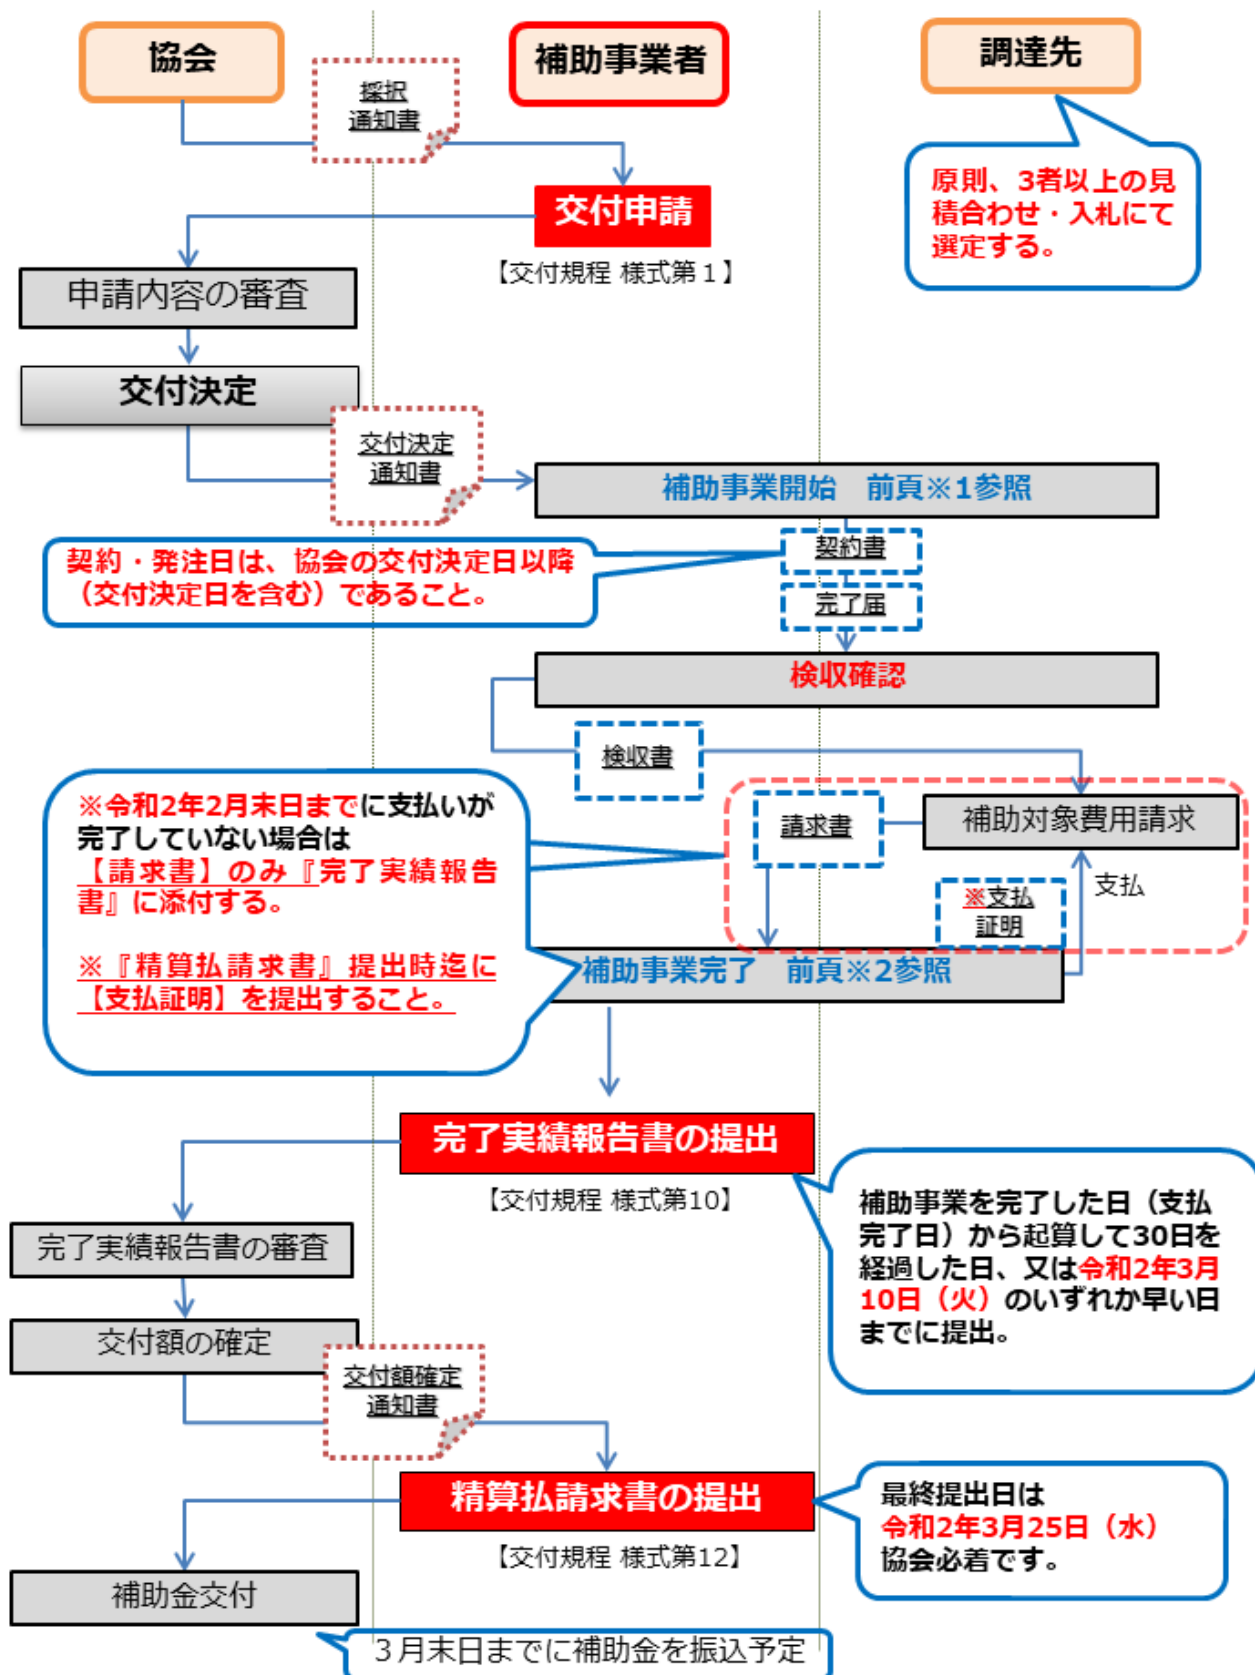 協会
補助事業者
調達先
採択
通知書
原則、3者以上の見
積合わせ・入札にて
選定する。
交付申請
【交付規程 様式第１】
申請内容の審査
交付決定
交付決定
通知書
補助事業開始　前頁※1参照
契約書
契約・発注日は、協会の交付決定日以降
（交付決定日を含む）であること。
完了届
検収確認
検収書
※令和2年2月末日までに支払いが
完了していない場合は
【請求書】のみ『完了実績報告
書』に添付する。
※『精算払請求書』提出時迄に
【支払証明】を提出すること。
請求書
補助対象費用請求
支払
※支払
証明
補助事業完了　前頁※2参照
完了実績報告書の提出
【交付規程 様式第10】
補助事業を完了した日（支払
完了日）から起算して30日を
経過した日、又は令和2年3月
10日（火）のいずれか早い日
までに提出。
完了実績報告書の審査
交付額の確定
交付額確定
通知書
精算払請求書の提出
【交付規程 様式第12】
最終提出日は
令和2年3月25日（水）
協会必着です。
補助金交付
３月末日までに補助金を振込予定